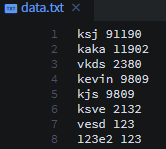 data.txt
1 ksj 91190
2 kaka 11902
3 vkds 2380
4 kevin 9809
5 kjs 9809
6 ksve 2132
7 vesd 123
8 123e2 123